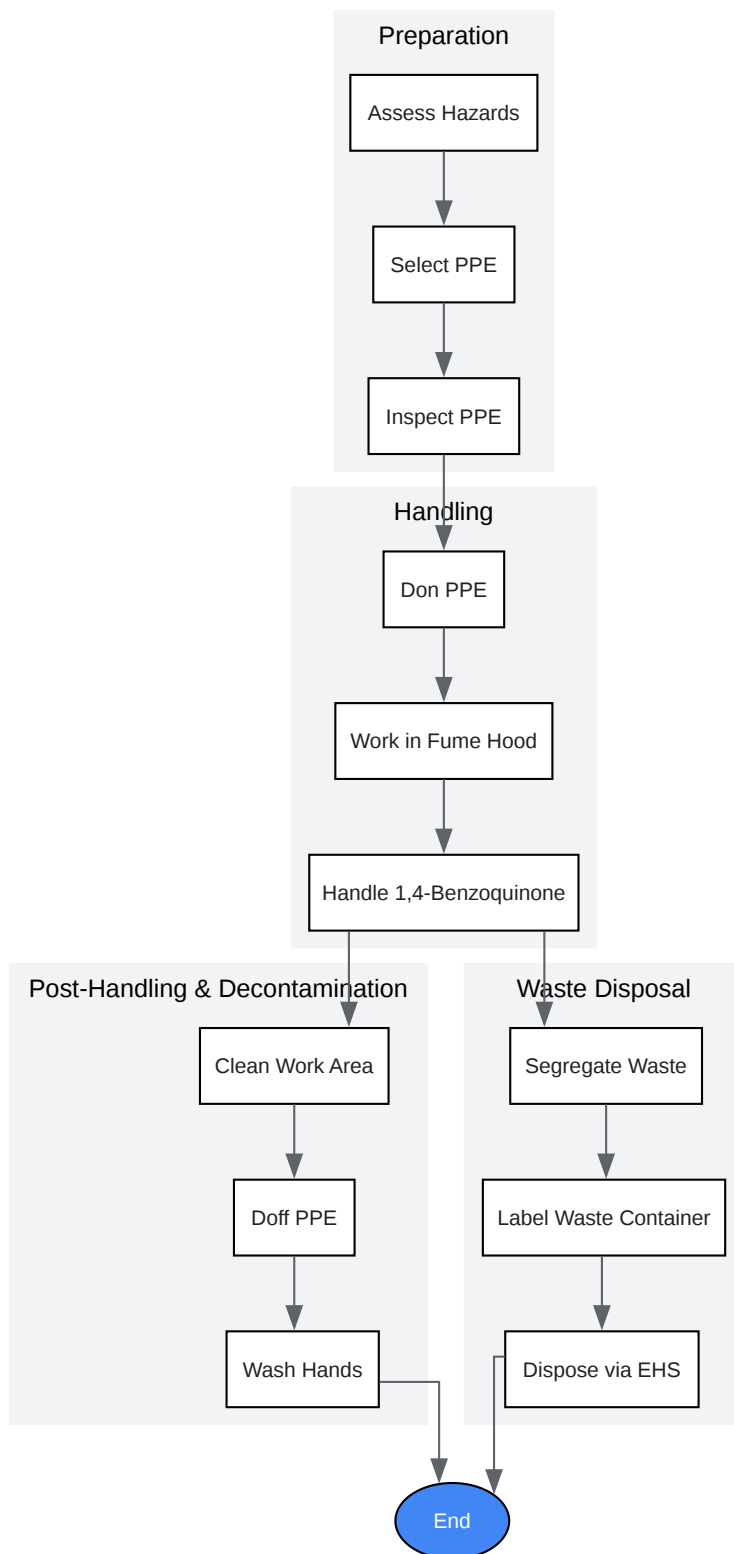 Preparation
Assess Hazards
Select PPE
Inspect PPE
Handling
Don PPE
Work in Fume Hood
Handle 1,4-Benzoquinone
Post-Handling & Decontamination
Clean Work Area
Doff PPE
Wash Hands
Waste Disposal
Segregate Waste
Label Waste Container
Dispose via EHS
End